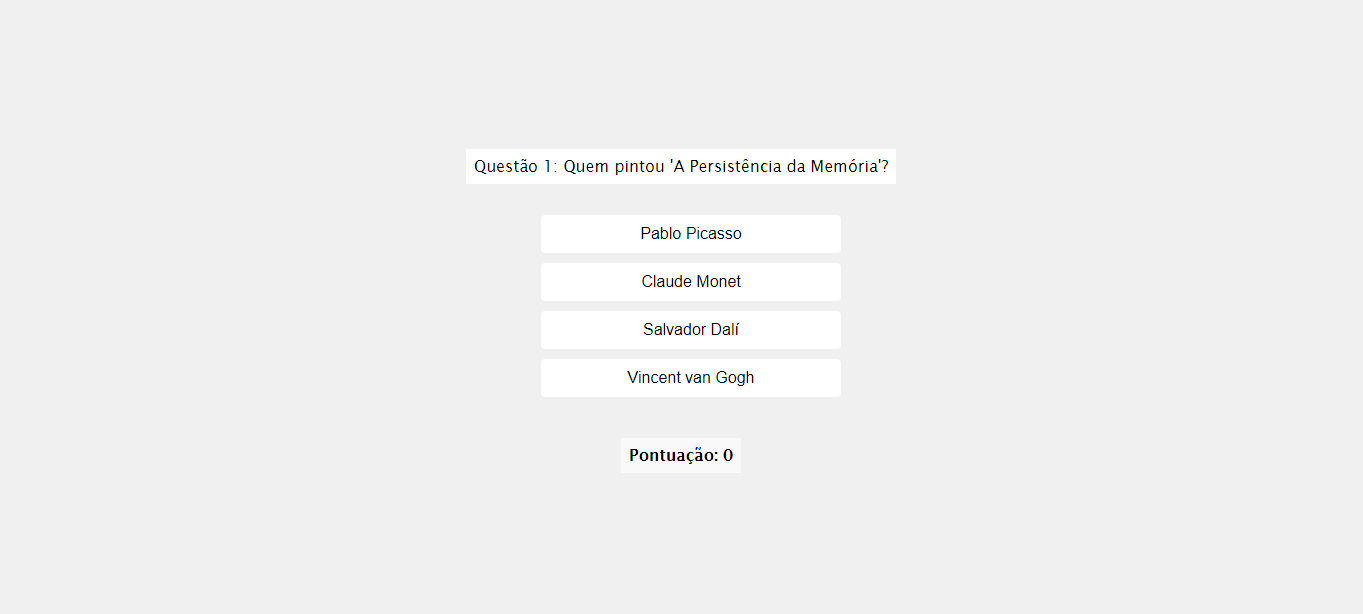 Questão 1: Quem pintou 'A Persistência da Memória'?
Pablo Picasso
Claude Monet
Salvador Dalí
Vincent van Gogh
Pontuação: 0